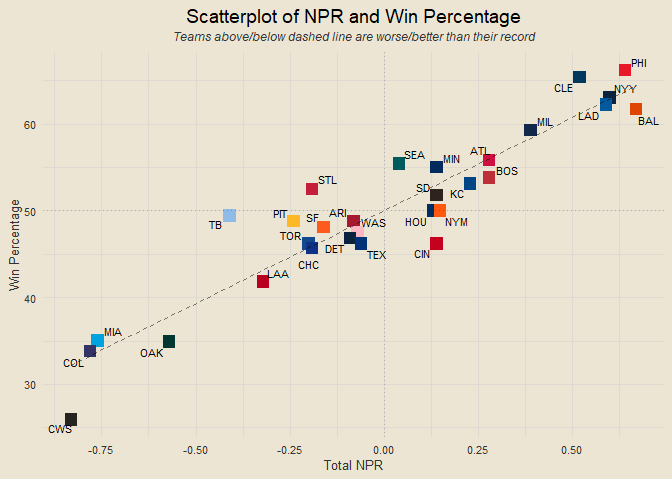 Scatterplot of NPR and Win Percentage
Teams above/below dashed line are worse/better than their record
PHI
CLE
NYY
LAD
BAL
60
MIL
SEA
MIN
ATL
BOS
STL
SD
KC
50
PIT
SF
ARI
WAS
HOU
NYM
TB
TOR
DET
TEX
CIN
CHC
LAA
40
MIA
OAK
COL
30
CWS
Win Percentage
-0.75
-0.50
-0.25
0.00
0.25
0.50
Total NPR